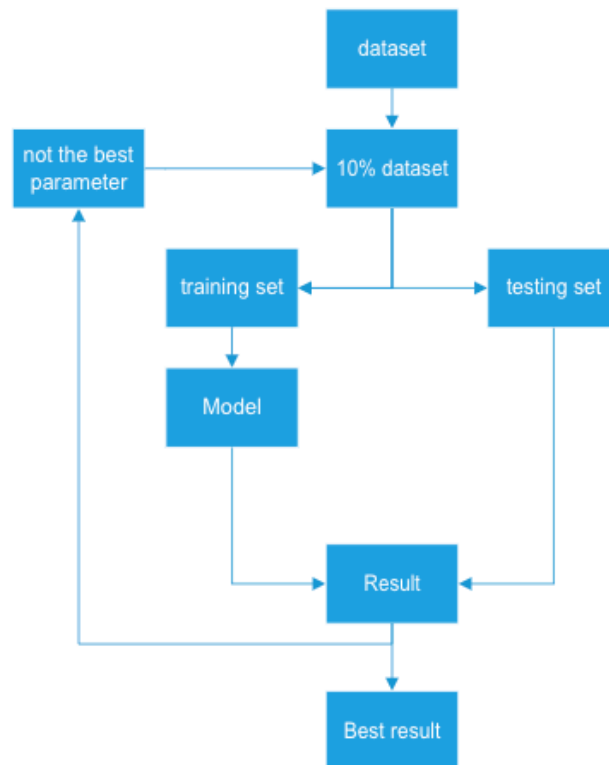 dataset
not the best
parameter
10% dataset
training set
testing set
Model
Result
Best result